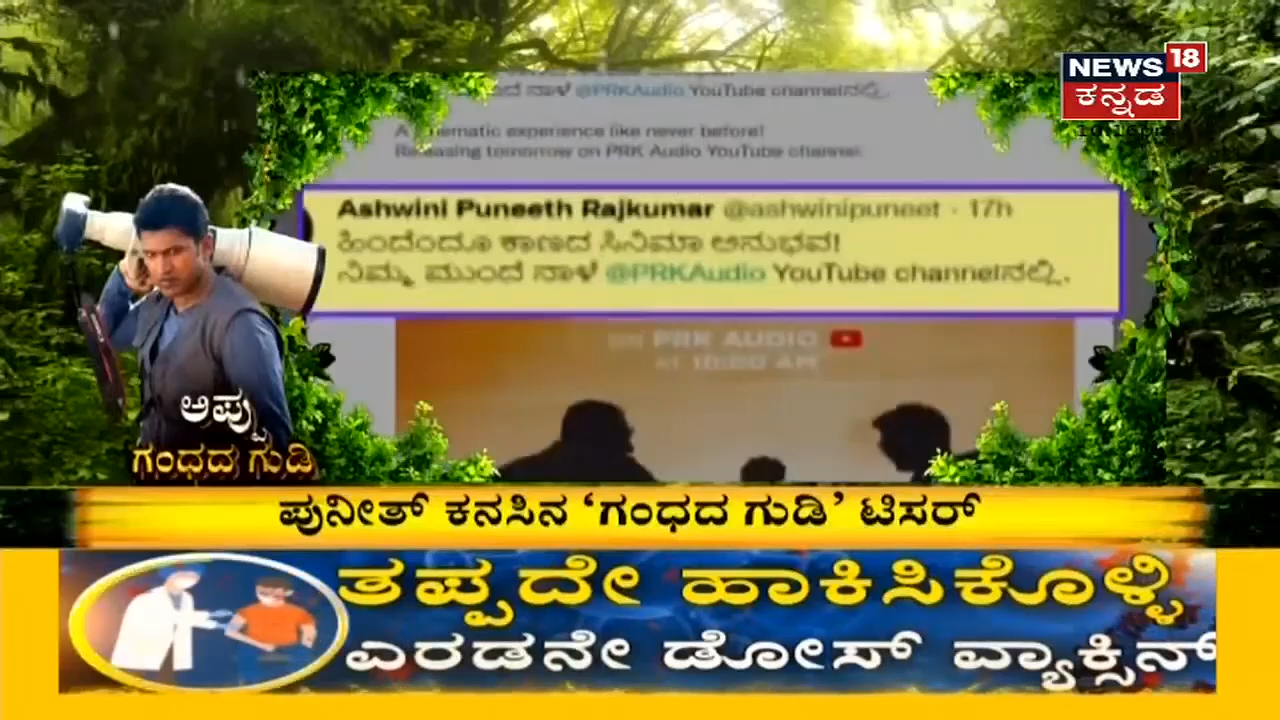 NEWS 18
ಕನ್ನಡ
ನಾಳೆ @PRKAudio YouTube channelನಲ್ಲಿ.
experience like never before!
Releasing tomorrow on PRK Audio YouTube channel
Ashwini Puneeth Rajkumar @ashwinipuneet · 17h
ಹಿಂದೆಂದೂ ಕಾಣದ ಸಿನಿಮಾ ಅನುಭವ!
ನಿಮ್ಮ ಮುಂದೆ ನಾಳೆ @PRKAudio YouTube channelನಲ್ಲಿ.
PRK AUDIO
ಅಪ್ಪು
ಗಂಧದ ಗುಡಿ
ಪುನೀತ್ ಕನಸಿನ ‘ಗಂಧದ ಗುಡಿ’ ಟಿಸರ್
ತಪ್ಪದೇ ಹಾಕಿಸಿಕೊಳ್ಳಿ
ಎರಡನೇ ಡೋಸ್ ವ್ಯಾಕ್ಸಿನ್